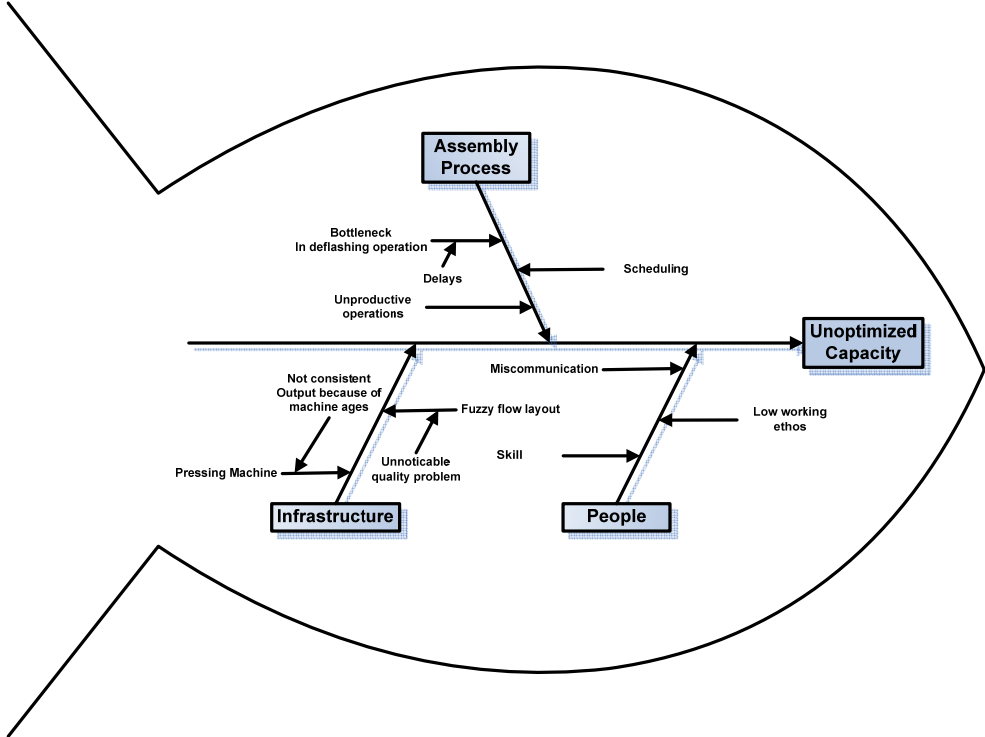 Assembly
Process
Bottleneck
In deflashing operation
Delays
Scheduling
Unproductive
operations
Unoptimized
Capacity
Miscommunication
Not consistent
Output because of
machine ages
Fuzzy flow layout
Low working
ethos
Skill
Unnoticable
quality problem
Pressing Machine
Infrastructure
People